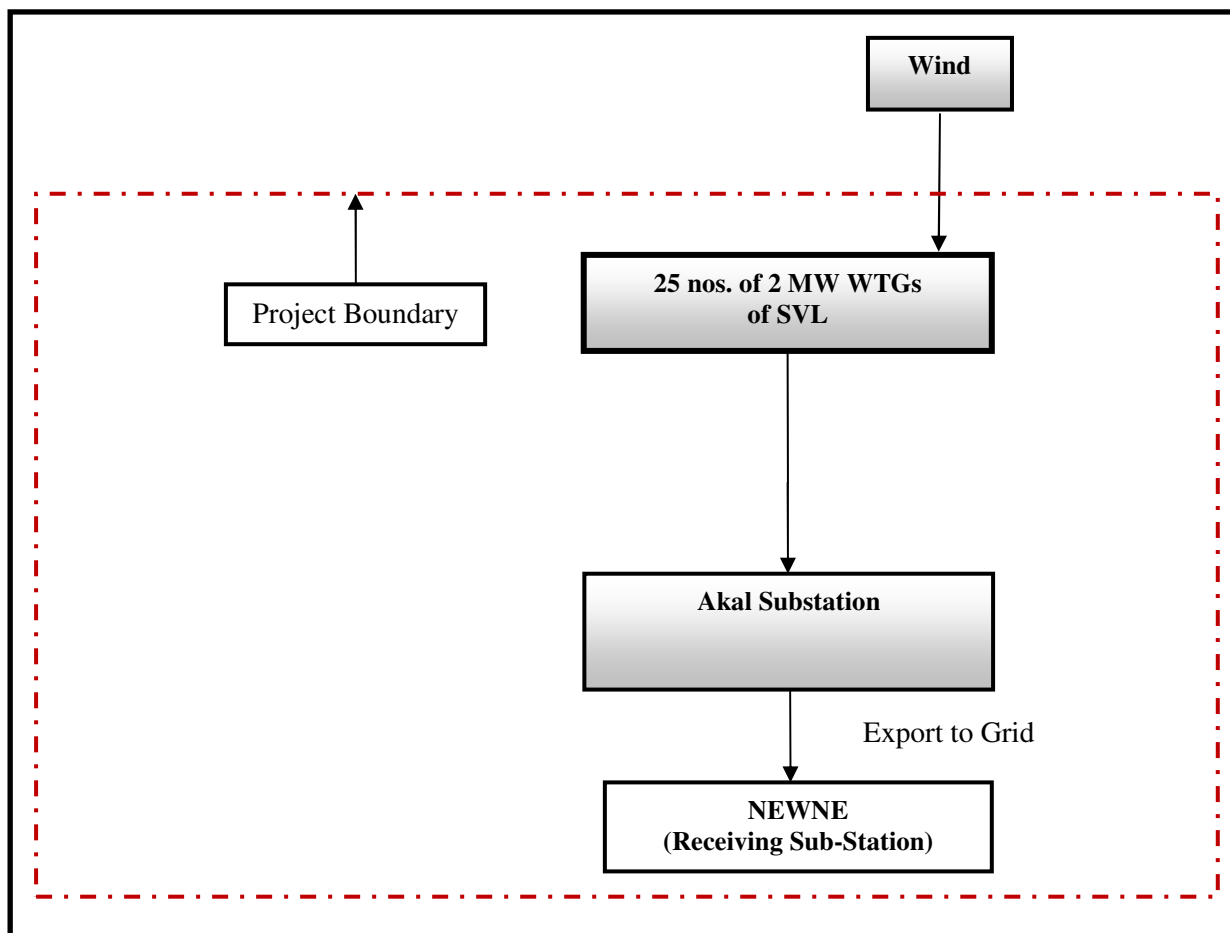 Wind
25 nos. of 2 MW WTGs
of SVL
Project Boundary
Akal Substation
Export to Grid
NEWNE
(Receiving Sub-Station)